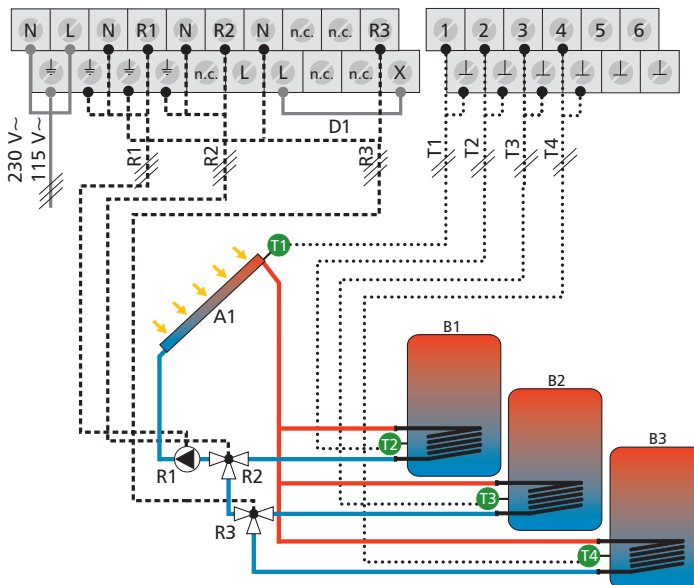 N L N R1 N R2 N n.c. n.c. R3
1 2 3 4 5 6
n.c. L L n.c. n.c. X
D1
230 V~
115 V~
R1
R2
R3
T1
T2
T3
T4
T1
A1
B1
B2
B3
T2
R1
R2
T3
R3
T4